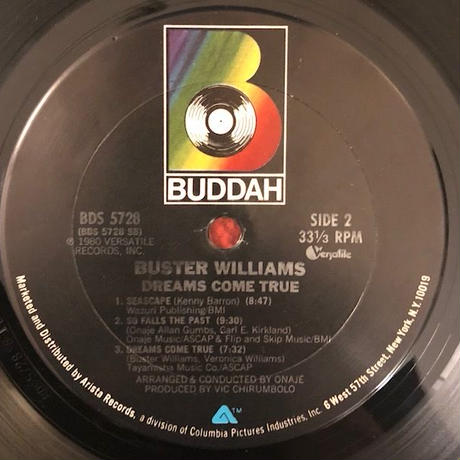 BUDDAH
BDS 5728
(BDS 5728 SB)
℗ 1980 VERSATILE
RECORDS, INC.
SIDE 2
33⅓ RPM
Versatile
BUSTER WILLIAMS
DREAMS COME TRUE
1. SEASCAPE (Kenny Barron) (8:47)
Wazuri Publishing/BMI
2. SO FALLS THE PAST (9:30)
(Onaje Allan Gumbs, Carl E. Kirkland)
Onaje Music/ASCAP & Flip and Skip Music/BMI
3. DREAMS COME TRUE (7:32)
(Buster Williams, Veronica Williams)
Tayamisha Music Co./ASCAP
ARRANGED & CONDUCTED BY ONAJE
PRODUCED BY VIC CHIRUMBOLO
TM
Marketed and Distributed by Arista Records, a division of Columbia Pictures Industries, Inc. 6 West 57th Street, New York, N.Y. 10019